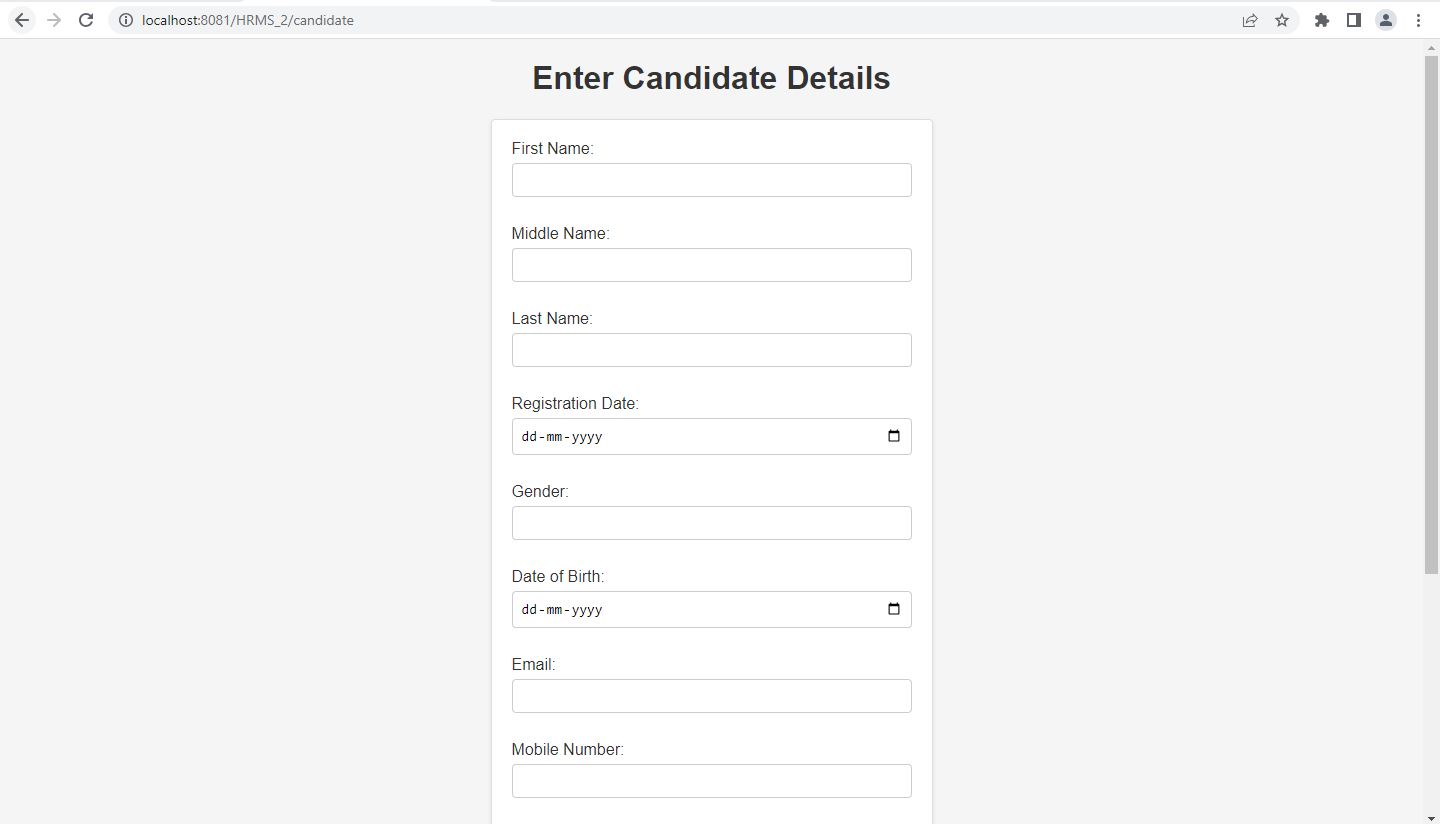 localhost:8081/HRMS_2/candidate
Enter Candidate Details
First Name:
Middle Name:
Last Name:
Registration Date:
dd-mm-yyyy
Gender:
Date of Birth:
dd-mm-yyyy
Email:
Mobile Number: